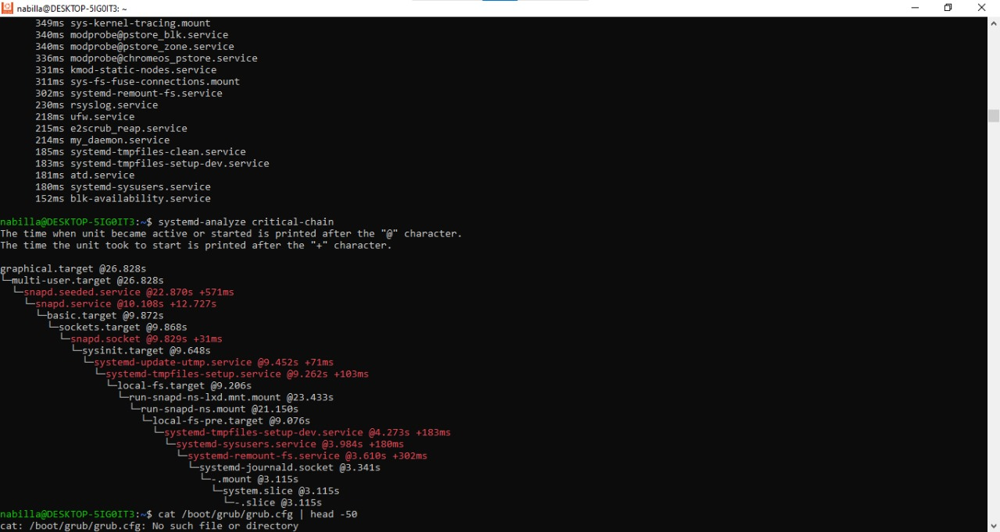 nabilla@DESKTOP-5IG0IT3: ~
349ms sys-kernel-tracing.mount
340ms modprobe@pstore_blk.service
340ms modprobe@pstore_zone.service
336ms modprobe@chromeos_pstore.service
331ms kmod-static-nodes.service
311ms sys-fs-fuse-connections.mount
302ms systemd-remount-fs.service
230ms rsyslog.service
218ms ufw.service
215ms e2scrub_reap.service
214ms my_daemon.service
185ms systemd-tmpfiles-clean.service
183ms systemd-tmpfiles-setup-dev.service
181ms atd.service
180ms systemd-sysusers.service
152ms blk-availability.service
nabilla@DESKTOP-5IG0IT3:~$ systemd-analyze critical-chain
The time when unit became active or started is printed after the "@" character.
The time the unit took to start is printed after the "+" character.
graphical.target @26.828s
└─multi-user.target @26.828s
└─snapd.seeded.service @22.870s +571ms
└─snapd.service @10.108s +12.727s
└─basic.target @9.872s
└─sockets.target @9.868s
└─snapd.socket @9.829s +31ms
└─sysinit.target @9.648s
└─systemd-update-utmp.service @9.452s +71ms
└─systemd-tmpfiles-setup.service @9.262s +103ms
└─local-fs.target @9.206s
└─run-snapd-ns-lxd.mnt.mount @23.433s
└─run-snapd-ns.mount @21.150s
└─local-fs-pre.target @9.076s
└─systemd-tmpfiles-setup-dev.service @4.273s +183ms
└─systemd-sysusers.service @3.984s +180ms
└─systemd-remount-fs.service @3.610s +302ms
└─systemd-journald.socket @3.341s
└─-.mount @3.115s
└─system.slice @3.115s
└─-.slice @3.115s
nabilla@DESKTOP-5IG0IT3:~$ cat /boot/grub/grub.cfg | head -50
cat: /boot/grub/grub.cfg: No such file or directory